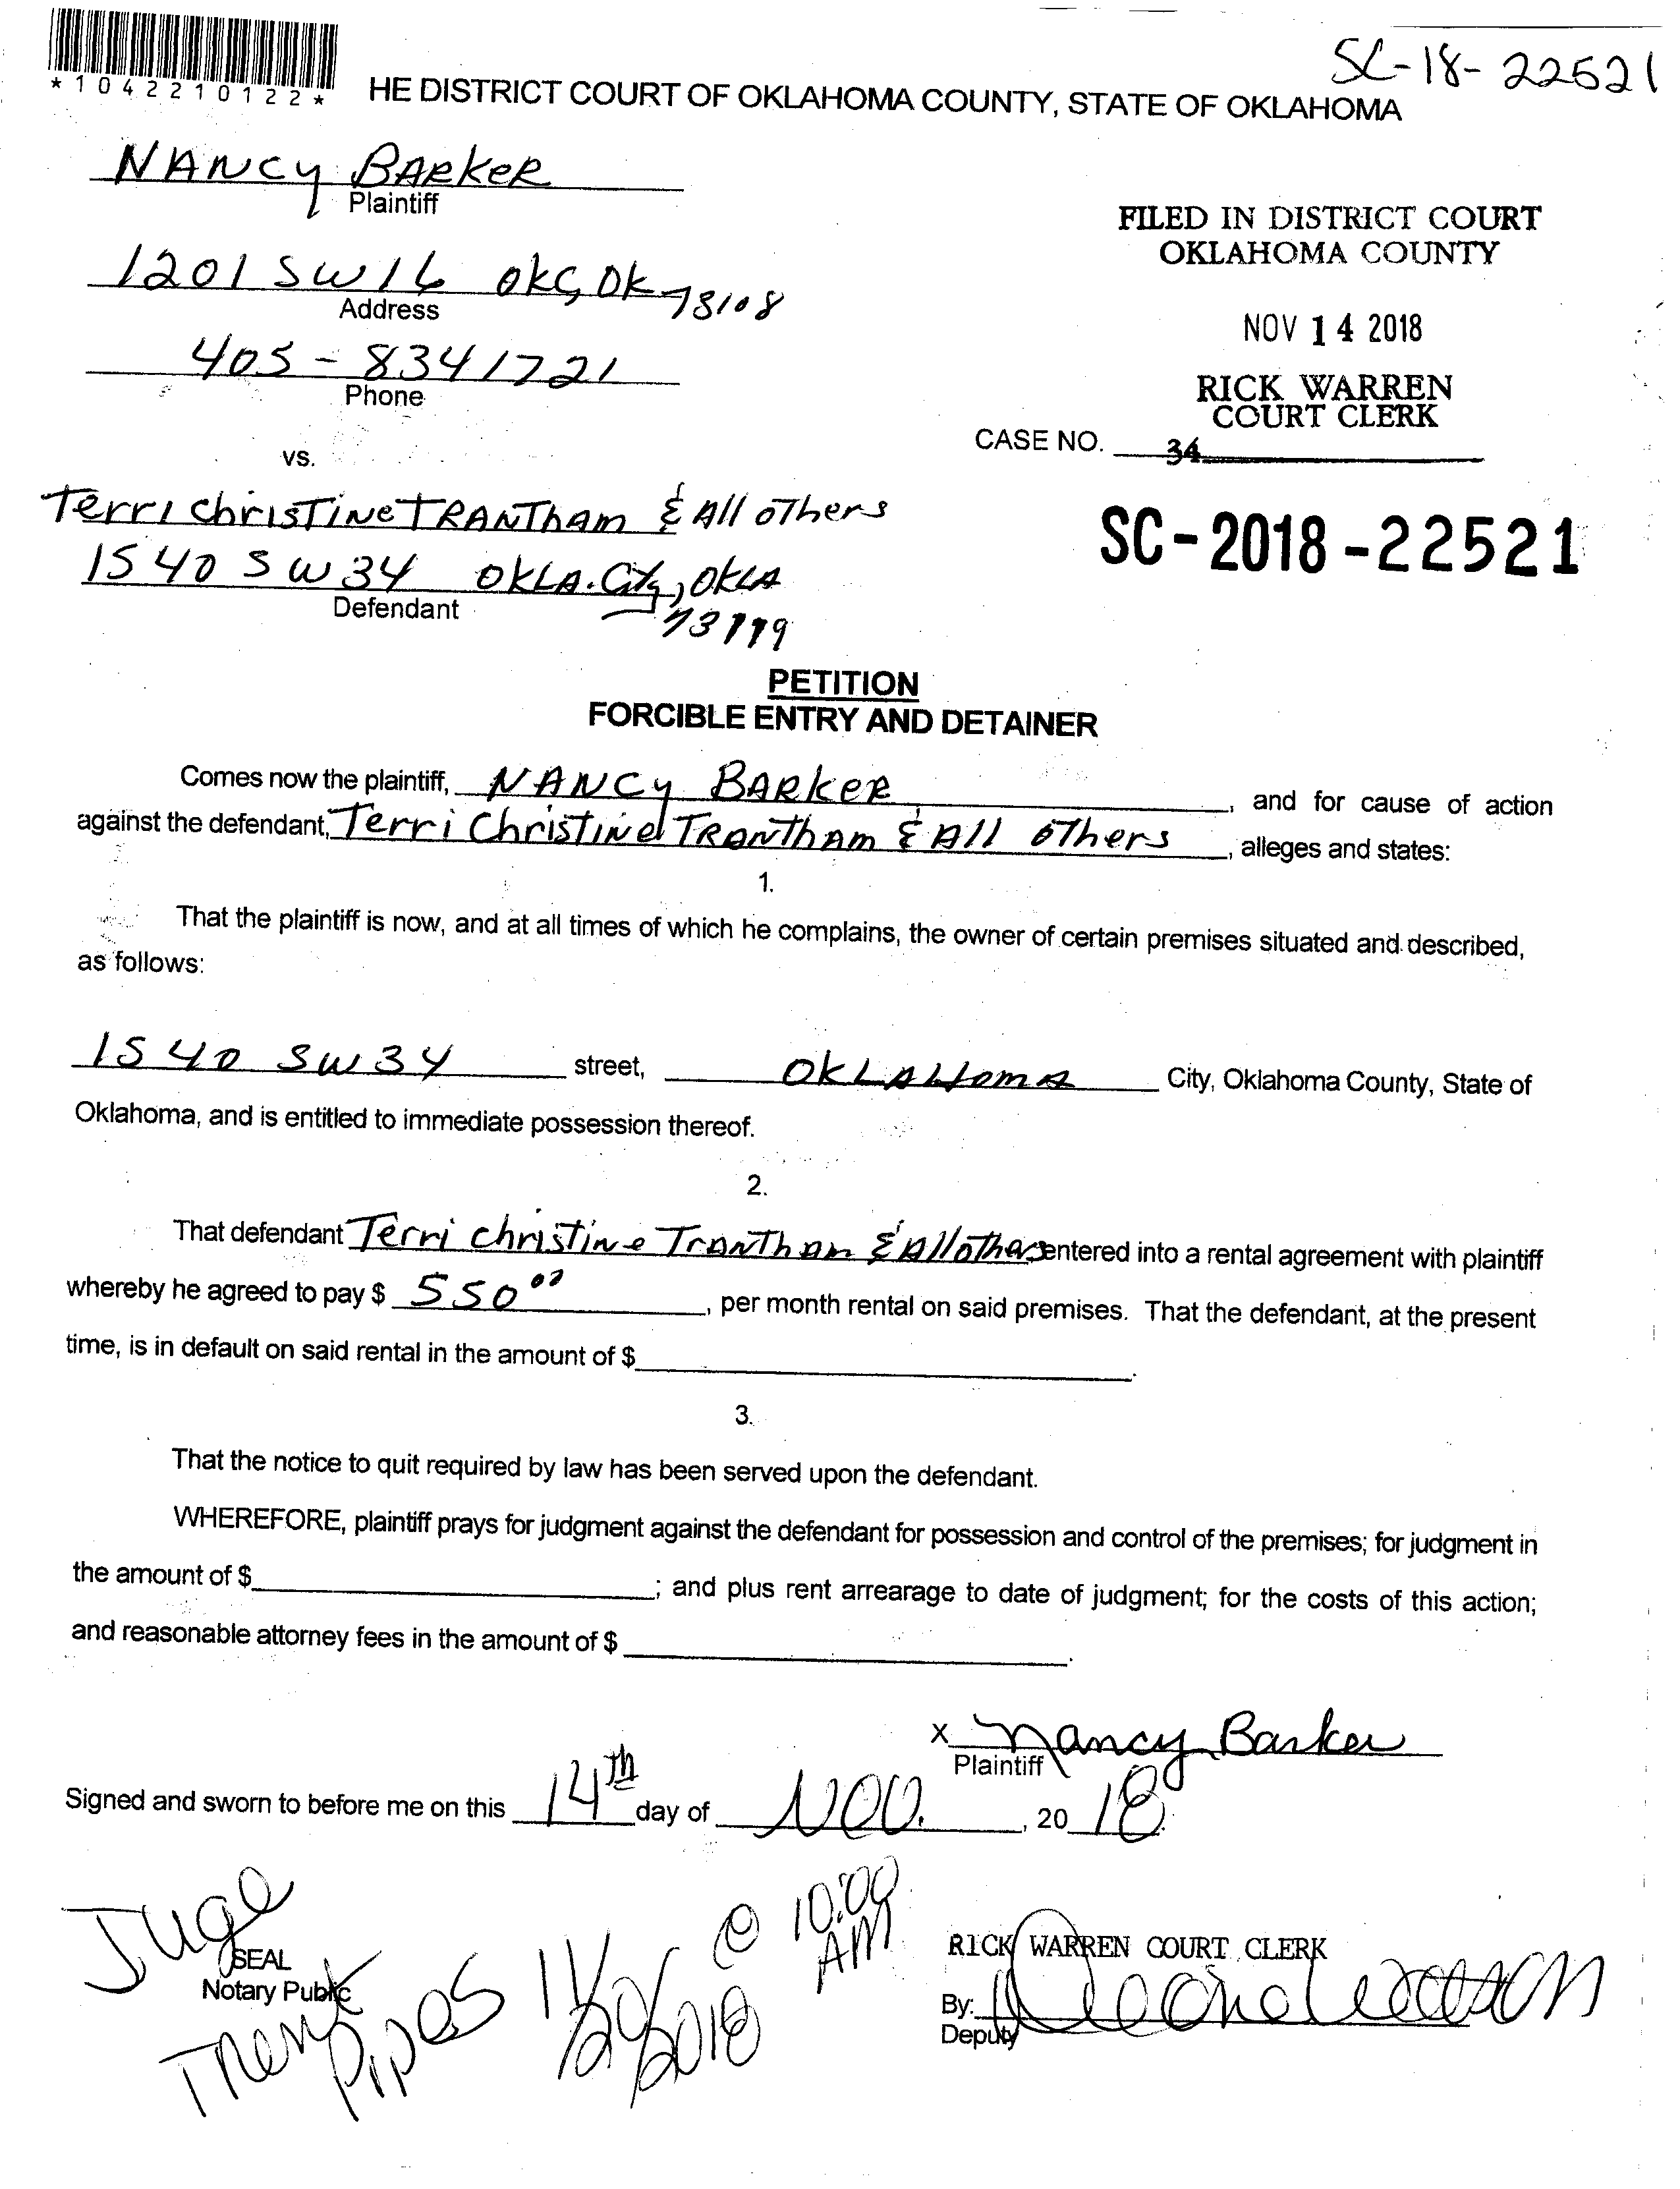 SC-18-22521
*1042210122*
HE DISTRICT COURT OF OKLAHOMA COUNTY, STATE OF OKLAHOMA
NANCY BARKER
Plaintiff
FILED IN DISTRICT COURT
OKLAHOMA COUNTY
1201 SW16 OKC, OK 73108
Address
NOV 14 2018
405-8341721
Phone
RICK WARREN
COURT CLERK
CASE NO.
34
vs.
Terri Christine TRANTham & All others
SC-2018-22521
1540 SW34 OKLA. City, OKLA
Defendant
73119
PETITION
FORCIBLE ENTRY AND DETAINER
Comes now the plaintiff, NANCY BARKER, and for cause of action
against the defendant, Terri Christine TRANTham & All others, alleges and states:
1.
That the plaintiff is now, and at all times of which he complains, the owner of certain premises situated and described,
as follows:
1540 SW34 street, OKLAHOMA City, Oklahoma County, State of
Oklahoma, and is entitled to immediate possession thereof.
2.
That defendant Terri Christine Trantham & All others entered into a rental agreement with plaintiff
whereby he agreed to pay $ 550.00, per month rental on said premises. That the defendant, at the present
time, is in default on said rental in the amount of $
3.
That the notice to quit required by law has been served upon the defendant.
WHEREFORE, plaintiff prays for judgment against the defendant for possession and control of the premises; for judgment in
the amount of $ ; and plus rent arrearage to date of judgment; for the costs of this action;
and reasonable attorney fees in the amount of $ .
X Nancy Barker
Plaintiff
Signed and sworn to before me on this 14th day of NOV., 2018.
Juge
Trent Pipes 11/20/2018 @ 10:00 AM
SEAL
Notary Public
RICK WARREN COURT CLERK
By:
Deputy